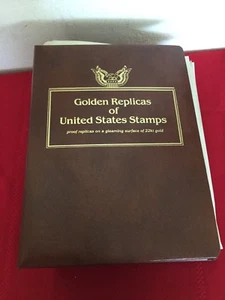 Golden Replicas
of
United States Stamps
proof replicas on a gleaming surface of 22kt gold